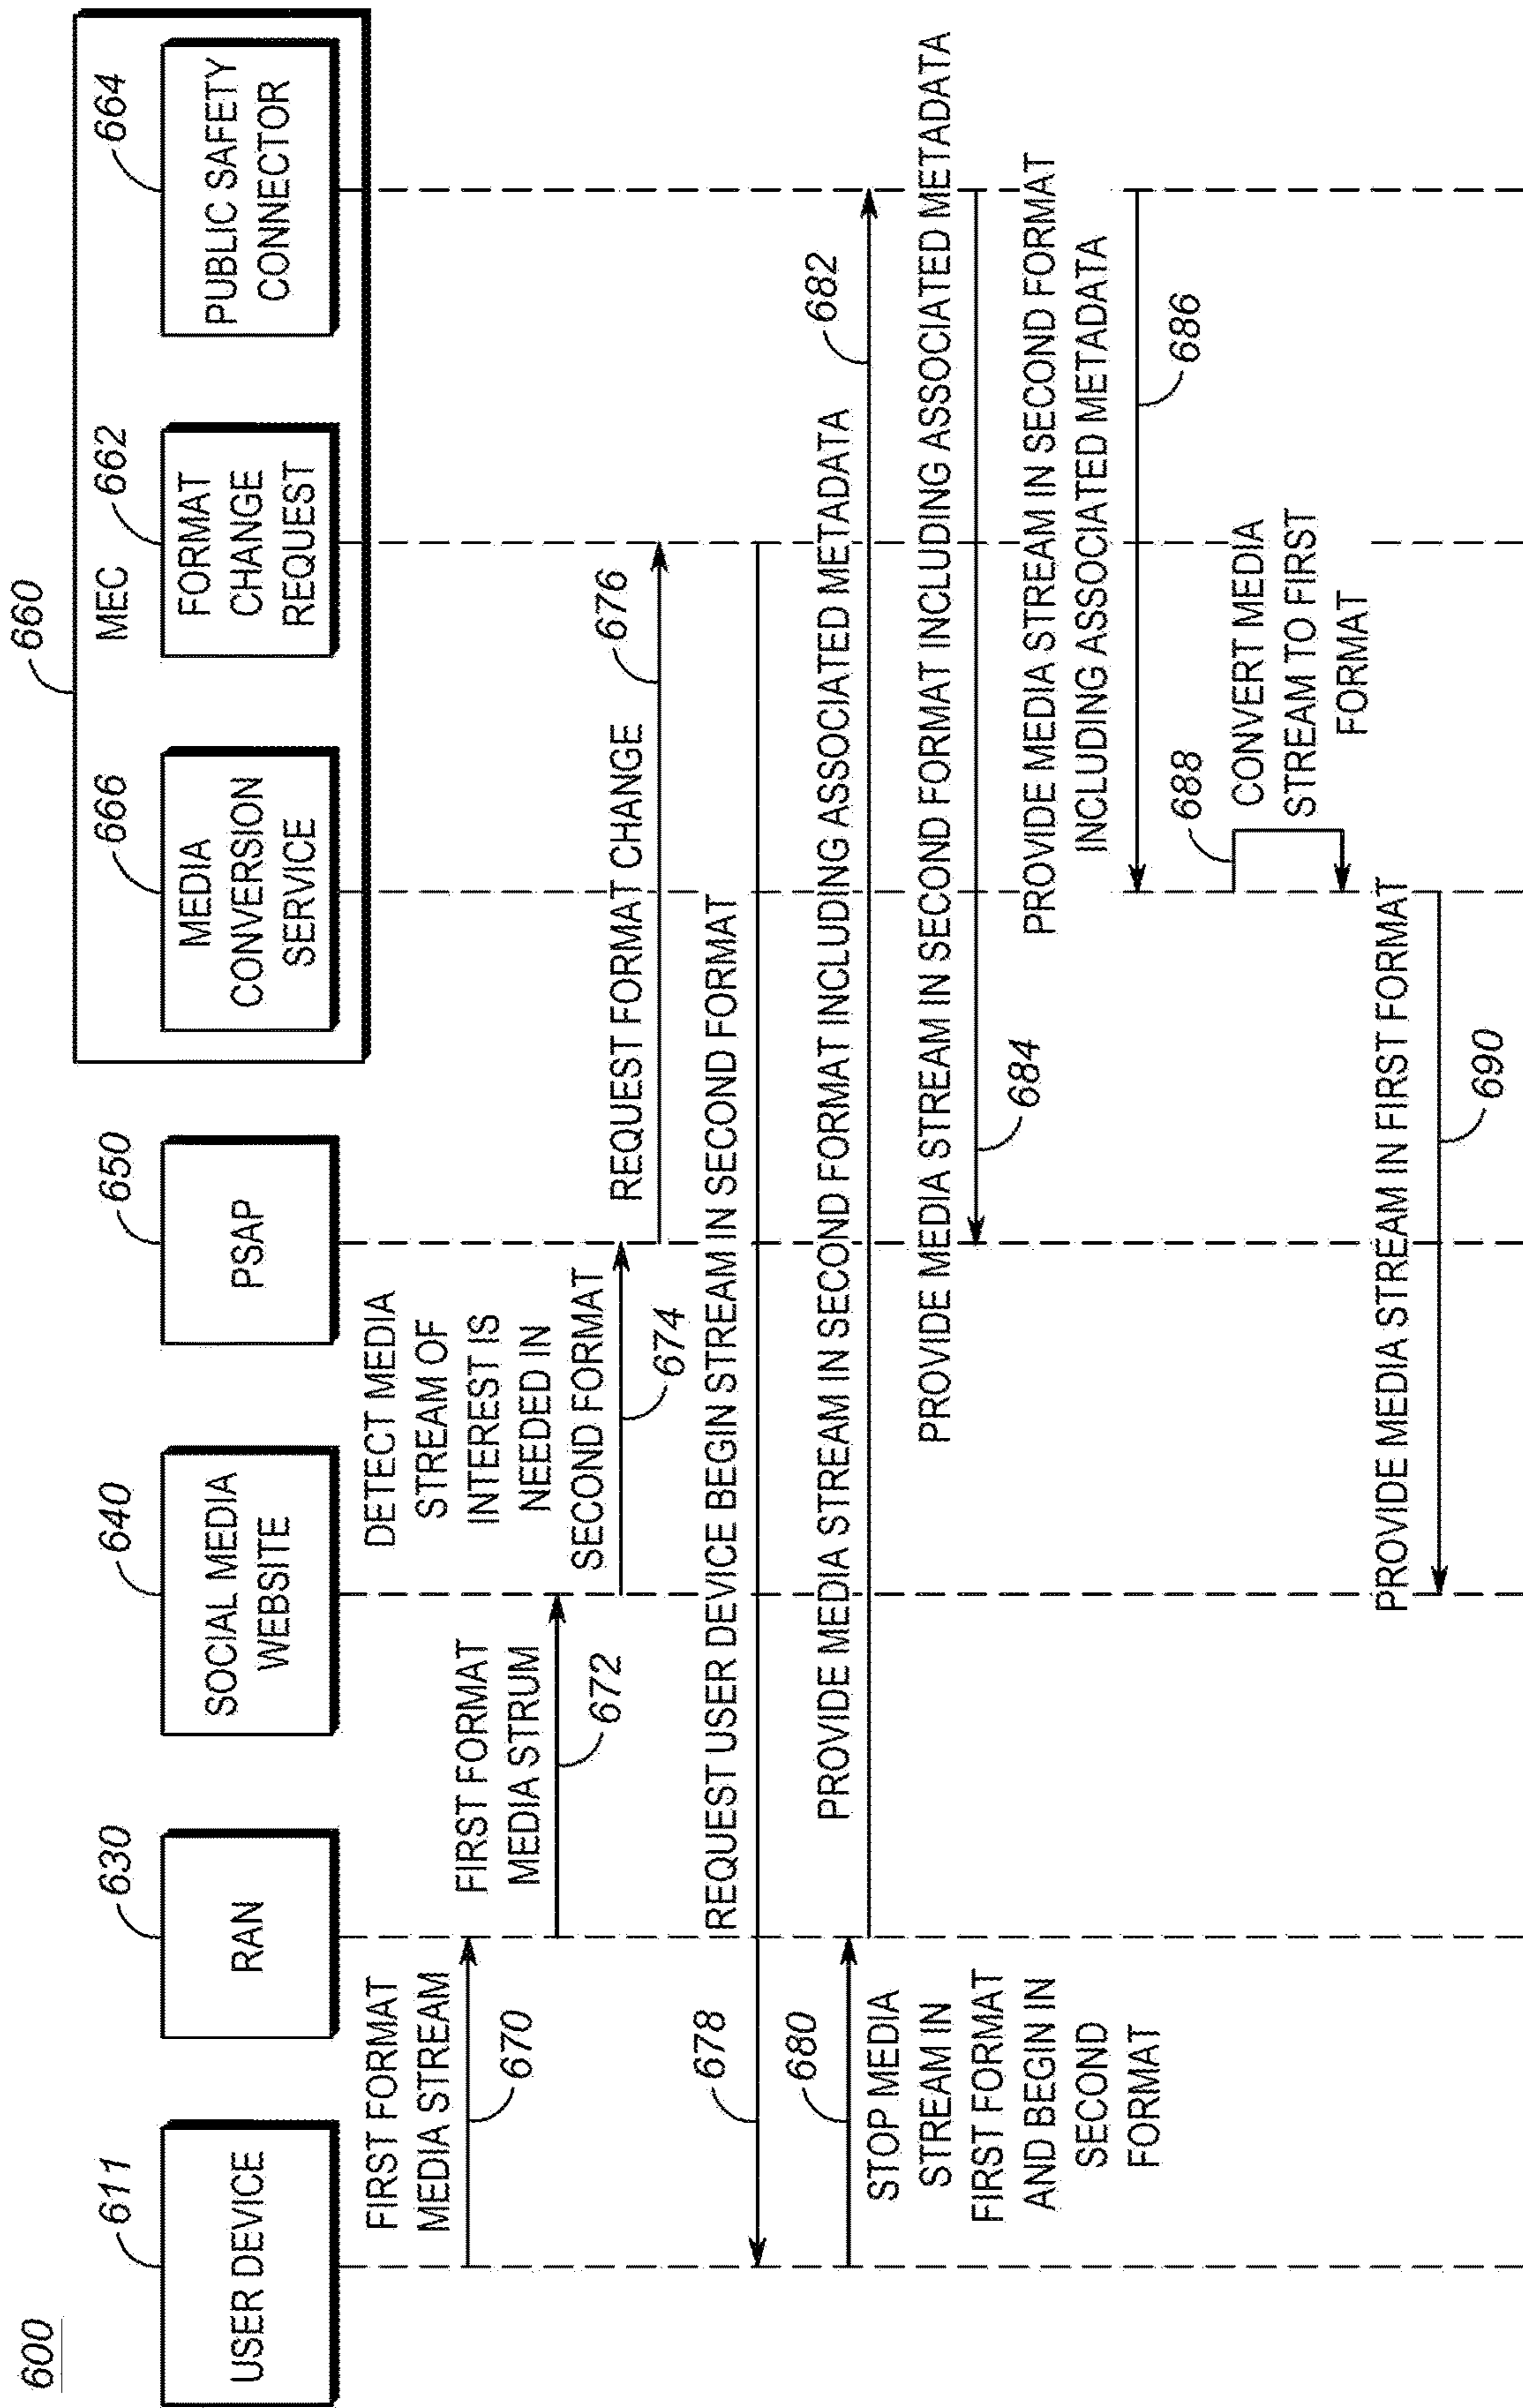 600
660
MEC
611
USER DEVICE
630
RAN
640
SOCIAL MEDIA
WEBSITE
650
PSAP
666
MEDIA
CONVERSION
SERVICE
662
FORMAT
CHANGE
REQUEST
664
PUBLIC SAFETY
CONNECTOR
FIRST FORMAT
MEDIA STREAM
670
FIRST FORMAT
MEDIA STRUM
672
DETECT MEDIA
STREAM OF
INTEREST IS
NEEDED IN
SECOND FORMAT
674
REQUEST FORMAT CHANGE
676
REQUEST USER DEVICE BEGIN STREAM IN SECOND FORMAT
678
680
STOP MEDIA
STREAM IN
FIRST FORMAT
AND BEGIN IN
SECOND
FORMAT
PROVIDE MEDIA STREAM IN SECOND FORMAT INCLUDING ASSOCIATED METADATA
682
PROVIDE MEDIA STREAM IN SECOND FORMAT INCLUDING ASSOCIATED METADATA
684
PROVIDE MEDIA STREAM IN SECOND FORMAT
INCLUDING ASSOCIATED METADATA
686
688
CONVERT MEDIA
STREAM TO FIRST
FORMAT
PROVIDE MEDIA STREAM IN FIRST FORMAT
690